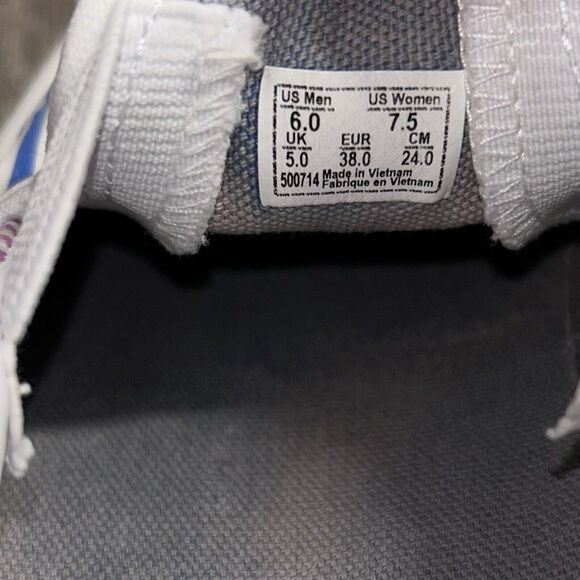 US Men US Women
6.0 7.5
UK EUR CM
5.0 38.0 24.0
500714 Made in Vietnam
Fabrique en Vietnam